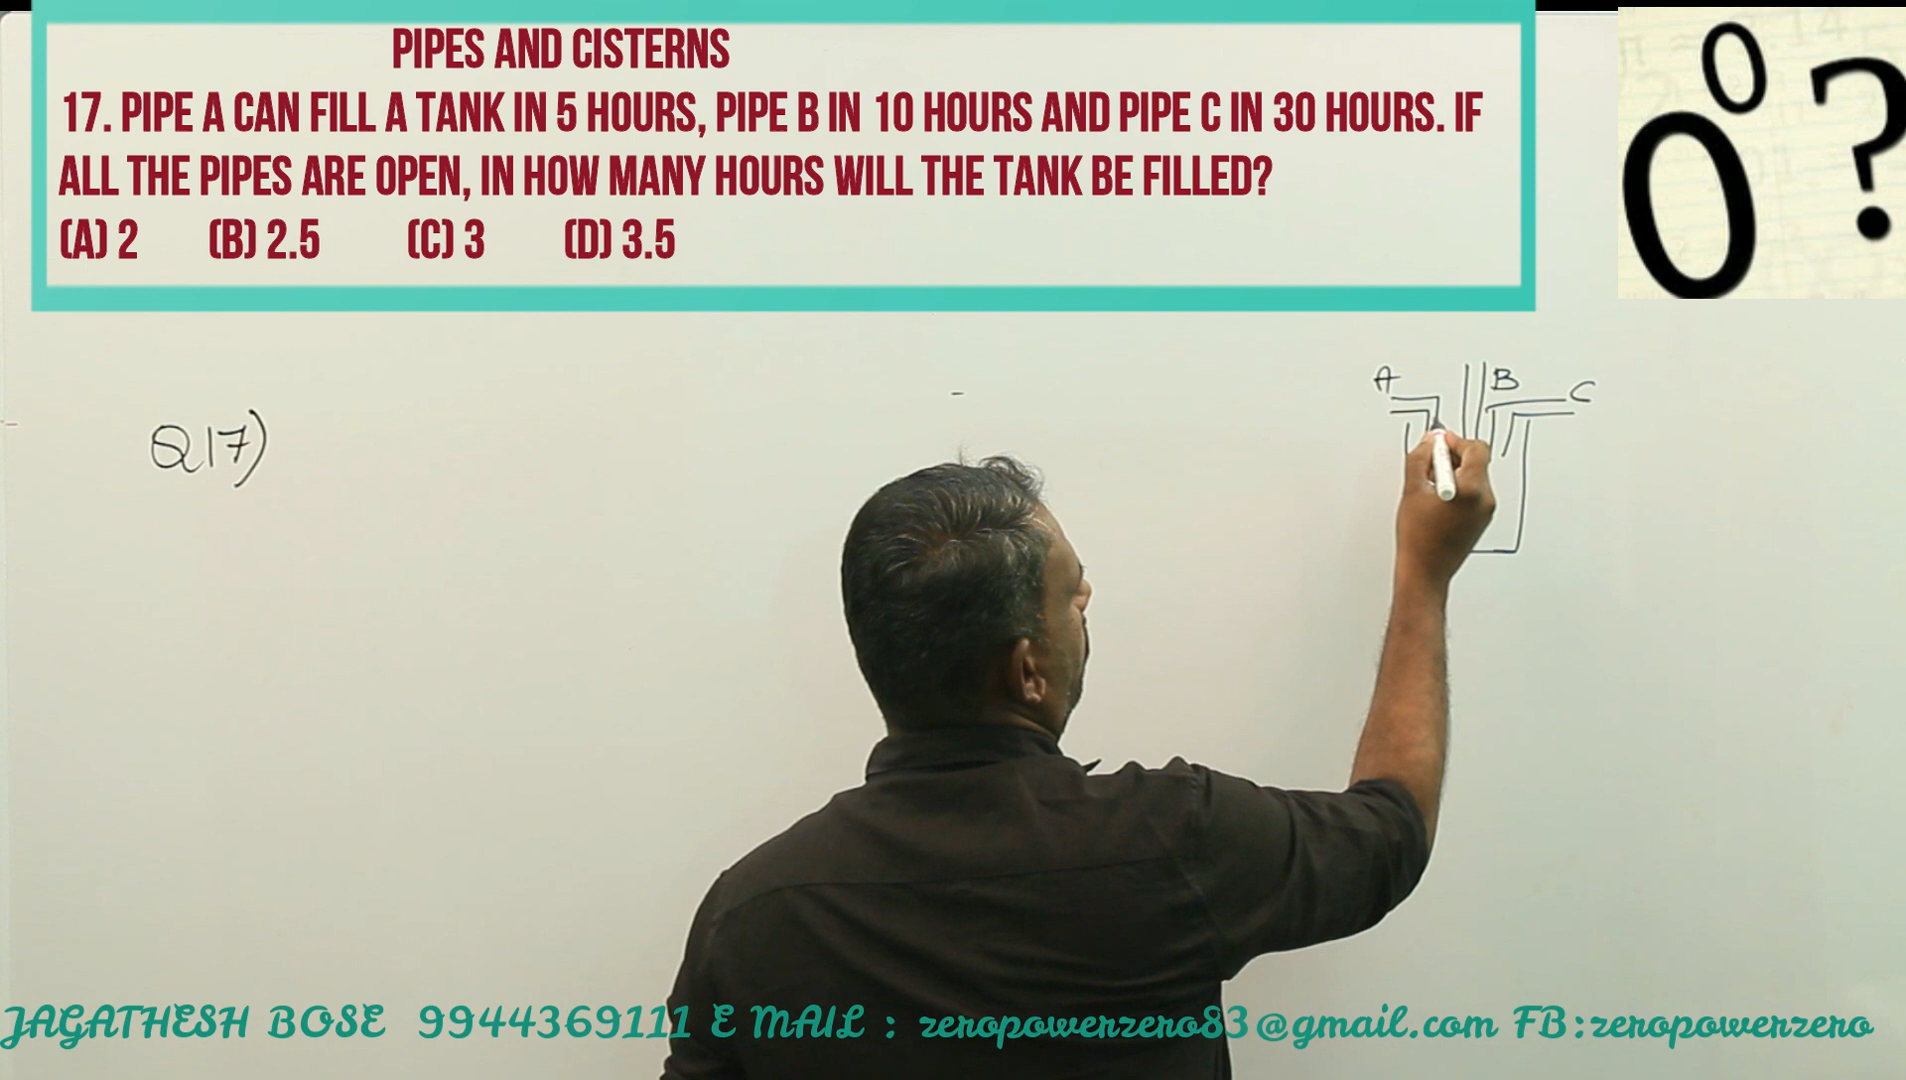 PIPES AND CISTERNS
17. PIPE A CAN FILL A TANK IN 5 HOURS, PIPE B IN 10 HOURS AND PIPE C IN 30 HOURS. IF
ALL THE PIPES ARE OPEN, IN HOW MANY HOURS WILL THE TANK BE FILLED?
(A) 2 (B) 2.5 (C) 3 (D) 3.5
0⁰ ?
A B C
Q17)
JAGATHESH BOSE 9944369111 E MAIL : zeropowerzero83@gmail.com FB:zeropowerzero